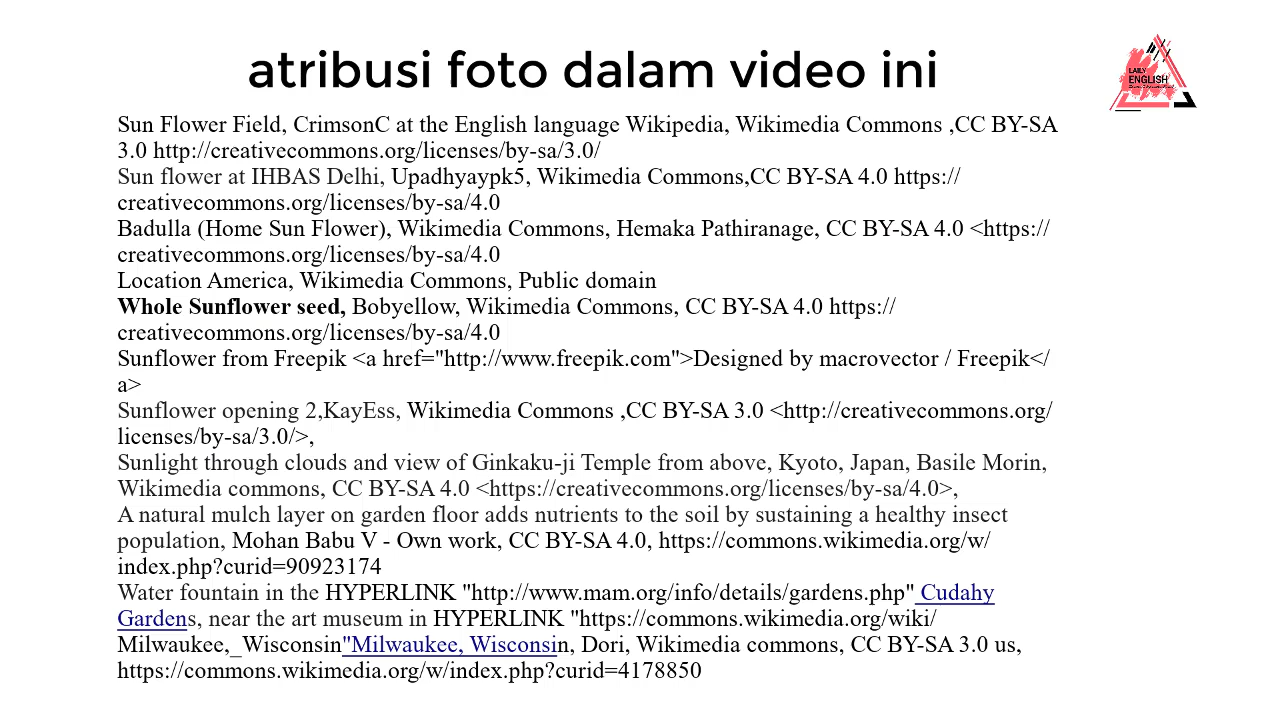 atribusi foto dalam video ini
LAILY
ENGLISH
Sun Flower Field, CrimsonC at the English language Wikipedia, Wikimedia Commons ,CC BY-SA
3.0 http://creativecommons.org/licenses/by-sa/3.0/
Sun flower at IHBAS Delhi, Upadhyaypk5, Wikimedia Commons,CC BY-SA 4.0 https://
creativecommons.org/licenses/by-sa/4.0
Badulla (Home Sun Flower), Wikimedia Commons, Hemaka Pathiranage, CC BY-SA 4.0 <https://
creativecommons.org/licenses/by-sa/4.0
Location America, Wikimedia Commons, Public domain
Whole Sunflower seed, Bobyellow, Wikimedia Commons, CC BY-SA 4.0 https://
creativecommons.org/licenses/by-sa/4.0
Sunflower from Freepik <a href="http://www.freepik.com">Designed by macrovector / Freepik</
a>
Sunflower opening 2,KayEss, Wikimedia Commons ,CC BY-SA 3.0 <http://creativecommons.org/
licenses/by-sa/3.0/>,
Sunlight through clouds and view of Ginkaku-ji Temple from above, Kyoto, Japan, Basile Morin,
Wikimedia commons, CC BY-SA 4.0 <https://creativecommons.org/licenses/by-sa/4.0>,
A natural mulch layer on garden floor adds nutrients to the soil by sustaining a healthy insect
population, Mohan Babu V - Own work, CC BY-SA 4.0, https://commons.wikimedia.org/w/
index.php?curid=90923174
Water fountain in the HYPERLINK "http://www.mam.org/info/details/gardens.php" Cudahy
Gardens, near the art museum in HYPERLINK "https://commons.wikimedia.org/wiki/
Milwaukee,_Wisconsin"Milwaukee, Wisconsin, Dori, Wikimedia commons, CC BY-SA 3.0 us,
https://commons.wikimedia.org/w/index.php?curid=4178850